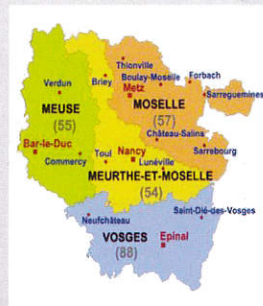 Thionville
Verdun
Briey
Boulay-Moselle
Forbach
Metz
Sarreguemines
MEUSE
(55)
MOSELLE
(57)
Château-Salins
Bar-le-Duc
Commercy
Toul
Nancy
Lunéville
Sarrebourg
MEURTHE-ET-MOSELLE
(54)
Neufchâteau
Saint-Dié-des-Vosges
VOSGES
(88)
Epinal